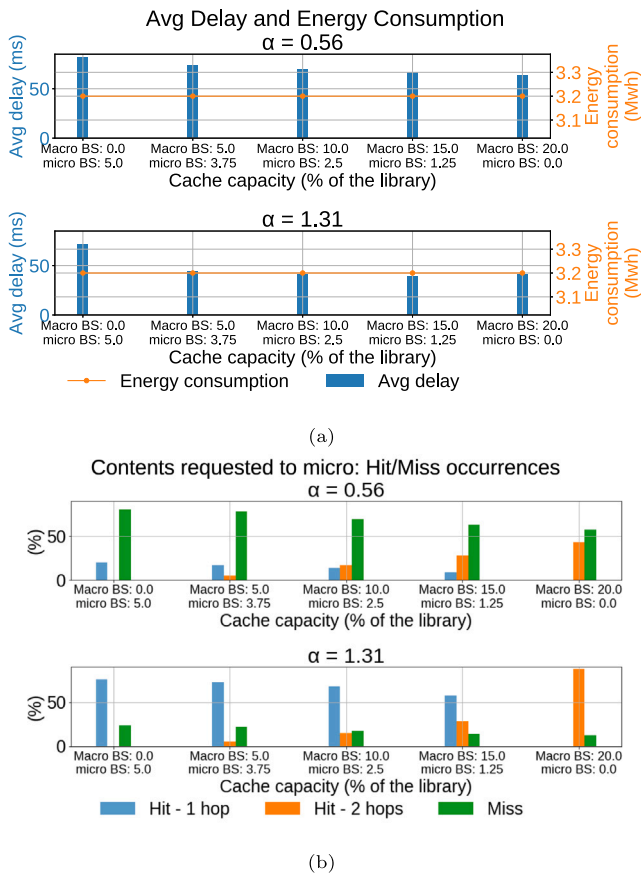 Avg Delay and Energy Consumption
α = 0.56
Avg delay (ms)
50
0
3.3
3.2
3.1
Energy
consumption
(Mwh)
Macro BS: 0.0 Macro BS: 5.0 Macro BS: 10.0 Macro BS: 15.0 Macro BS: 20.0
micro BS: 5.0 micro BS: 3.75 micro BS: 2.5 micro BS: 1.25 micro BS: 0.0
Cache capacity (% of the library)
α = 1.31
Avg delay (ms)
50
0
3.3
3.2
3.1
Energy
consumption
(Mwh)
Macro BS: 0.0 Macro BS: 5.0 Macro BS: 10.0 Macro BS: 15.0 Macro BS: 20.0
micro BS: 5.0 micro BS: 3.75 micro BS: 2.5 micro BS: 1.25 micro BS: 0.0
Cache capacity (% of the library)
Energy consumption Avg delay
(a)
Contents requested to micro: Hit/Miss occurrences
α = 0.56
(%)
50
0
Macro BS: 0.0 Macro BS: 5.0 Macro BS: 10.0 Macro BS: 15.0 Macro BS: 20.0
micro BS: 5.0 micro BS: 3.75 micro BS: 2.5 micro BS: 1.25 micro BS: 0.0
Cache capacity (% of the library)
α = 1.31
(%)
50
0
Macro BS: 0.0 Macro BS: 5.0 Macro BS: 10.0 Macro BS: 15.0 Macro BS: 20.0
micro BS: 5.0 micro BS: 3.75 micro BS: 2.5 micro BS: 1.25 micro BS: 0.0
Cache capacity (% of the library)
Hit - 1 hop Hit - 2 hops Miss
(b)